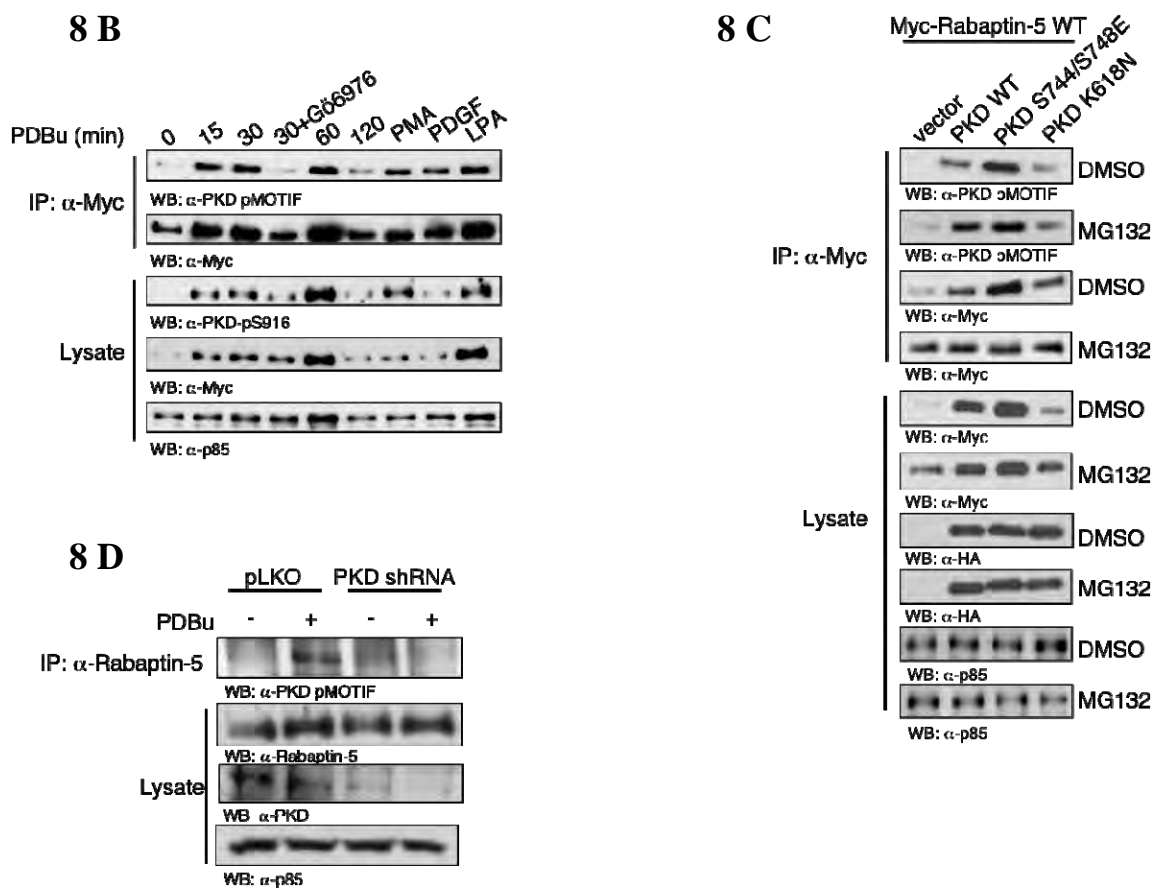 8 B
PDBu (min) 0 15 30 30+Gö6976 60 120 PMA PDGF LPA
IP: α-Myc
WB: α-PKD pMOTIF
WB: α-Myc
Lysate
WB: α-PKD-pS916
WB: α-Myc
WB: α-p85
8 C
Myc-Rabaptin-5 WT
vector PKD WT PKD S744/S748E PKD K618N
IP: α-Myc
DMSO
WB: α-PKD pMOTIF
MG132
WB: α-PKD pMOTIF
DMSO
WB: α-Myc
MG132
WB: α-Myc
Lysate
DMSO
WB: α-Myc
MG132
WB: α-Myc
DMSO
WB: α-HA
MG132
WB: α-HA
DMSO
WB: α-p85
MG132
WB: α-p85
8 D
pLKO PKD shRNA
PDBu - + - +
IP: α-Rabaptin-5
WB: α-PKD pMOTIF
Lysate
WB: α-Rabaptin-5
WB α-PKD
WB: α-p85